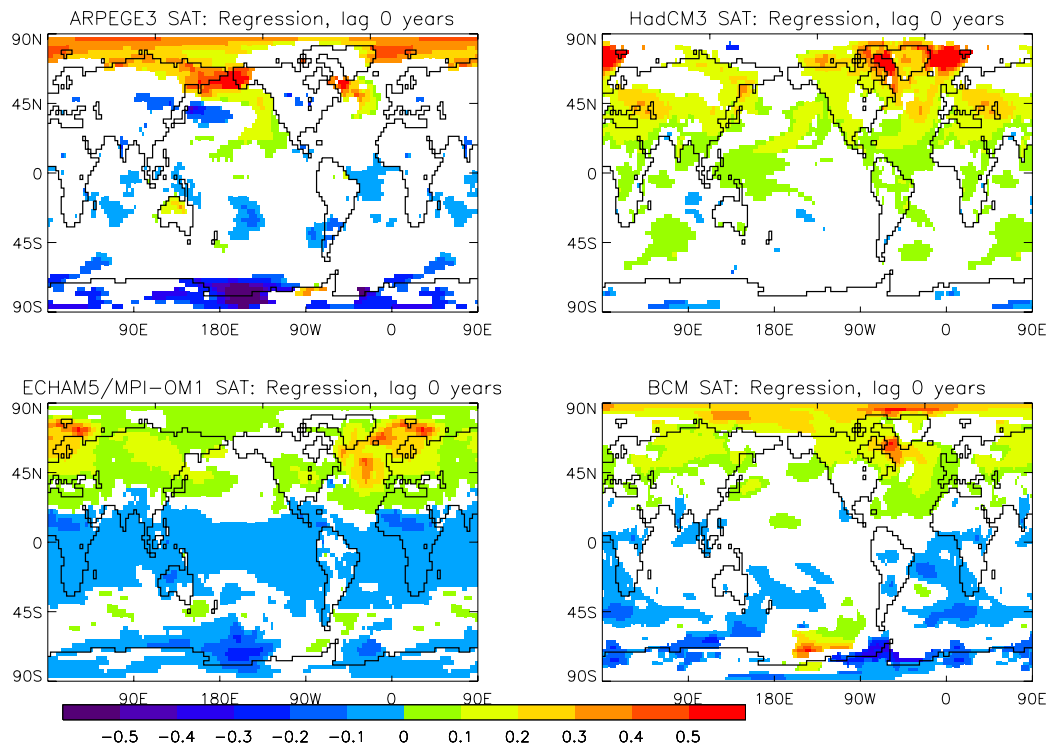 ARPEGE3 SAT: Regression, lag 0 years
HadCM3 SAT: Regression, lag 0 years
90N
45N
0
45S
90S
90E 180E 90W 0 90E
90N
45N
0
45S
90S
90E 180E 90W 0 90E
ECHAM5/MPI-OM1 SAT: Regression, lag 0 years
BCM SAT: Regression, lag 0 years
90N
45N
0
45S
90S
90E 180E 90W 0 90E
90N
45N
0
45S
90S
90E 180E 90W 0 90E
-0.5 -0.4 -0.3 -0.2 -0.1 0 0.1 0.2 0.3 0.4 0.5